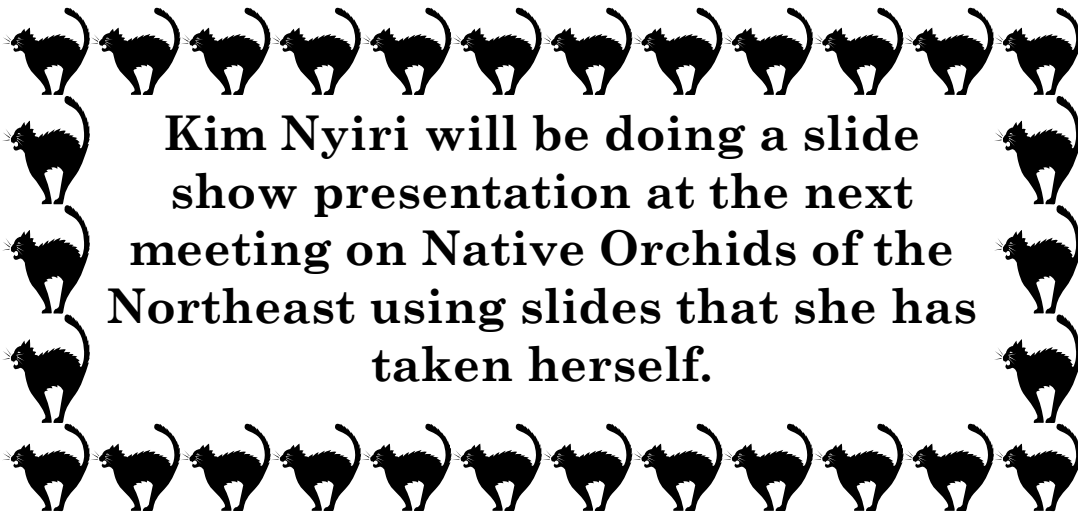 Kim Nyiri will be doing a slide
show presentation at the next
meeting on Native Orchids of the
Northeast using slides that she has
taken herself.